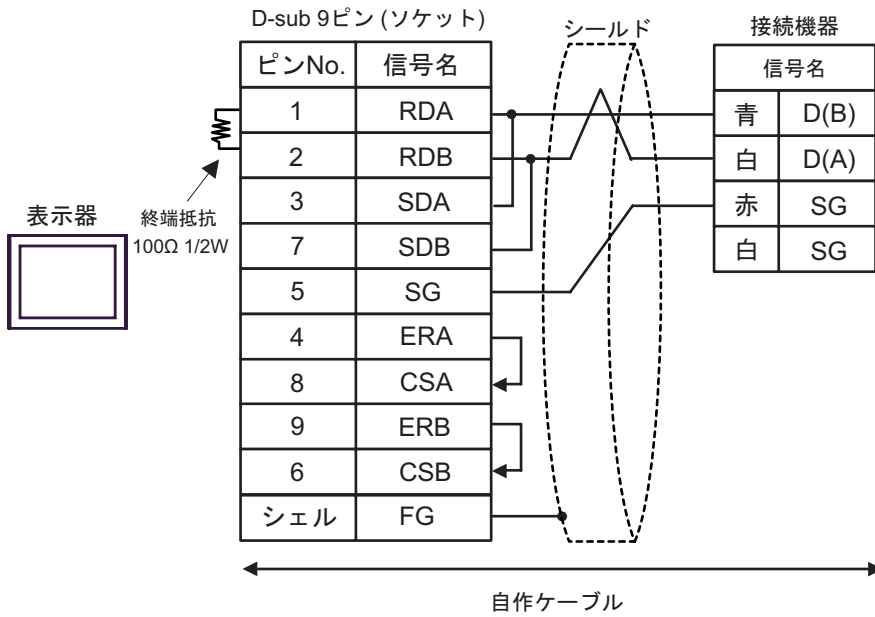 D-sub 9ピン (ソケット)
シールド
接続機器
ピンNo. 信号名
信号名
1 RDA
青 D(B)
2 RDB
白 D(A)
3 SDA
赤 SG
7 SDB
白 SG
5 SG
4 ERA
8 CSA
9 ERB
6 CSB
シェル FG
表示器
終端抵抗
100Ω 1/2W
自作ケーブル